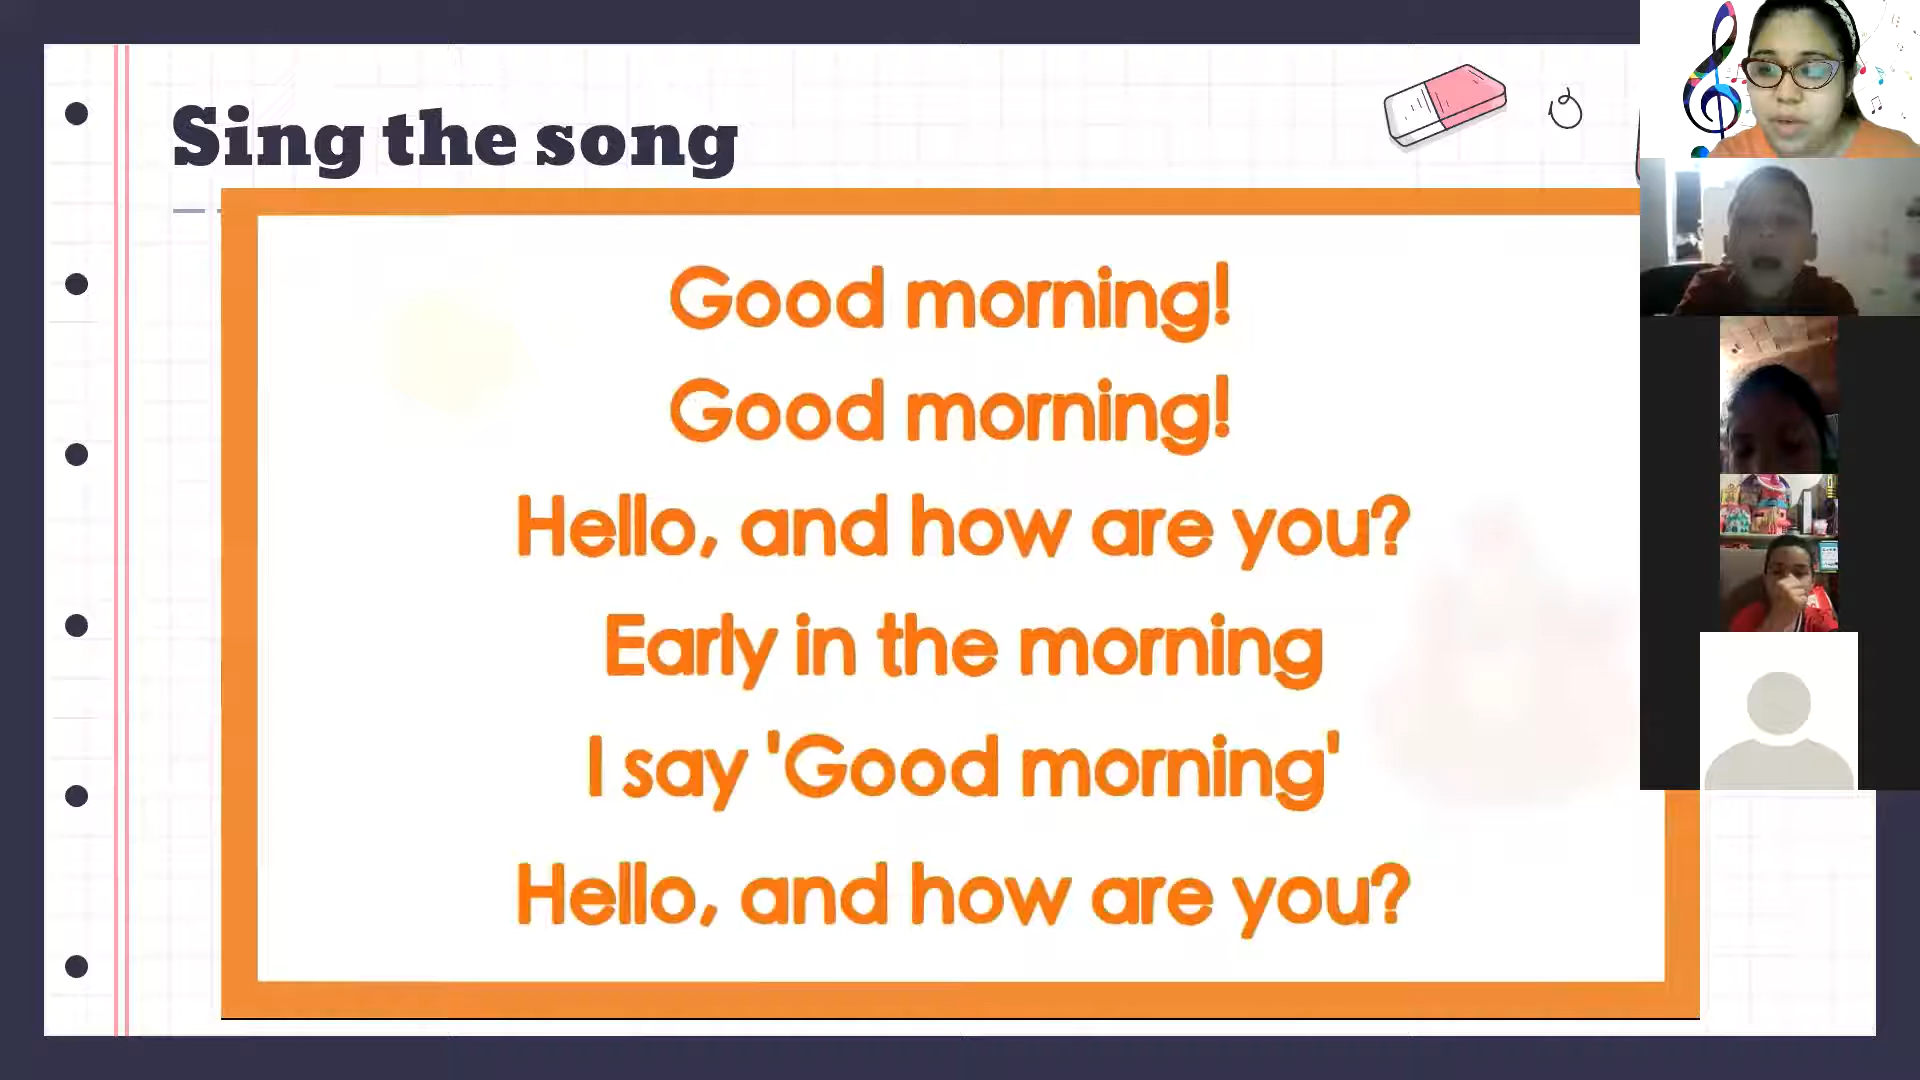 Sing the song
Good morning!
Good morning!
Hello, and how are you?
Early in the morning
I say 'Good morning'
Hello, and how are you?